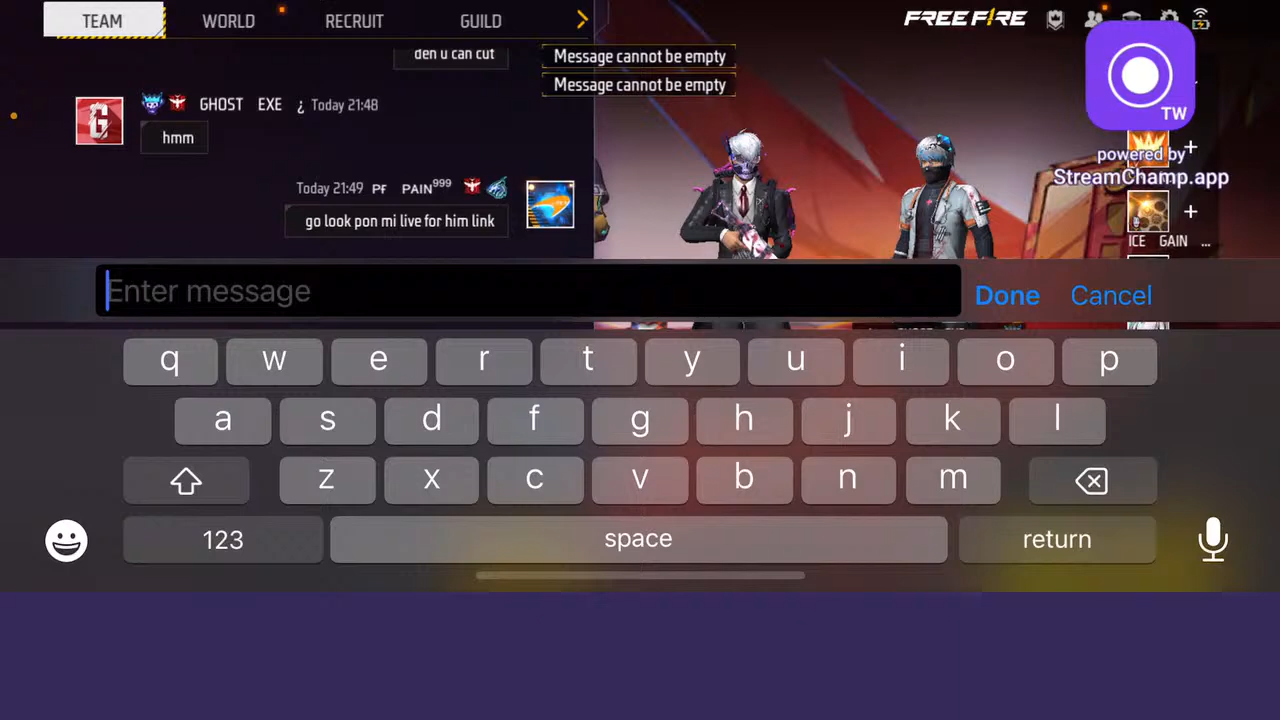 TEAM WORLD RECRUIT GUILD
FREE FIRE
den u can cut
Message cannot be empty
Message cannot be empty
GHOST EXE ¿ Today 21:48
hmm
TW
powered by
StreamChamp.app
Today 21:49 PF PAIN999
go look pon mi live for him link
ICE GAIN ...
Enter message
Done Cancel
q w e r t y u i o p
a s d f g h j k l
z x c v b n m
123 space return